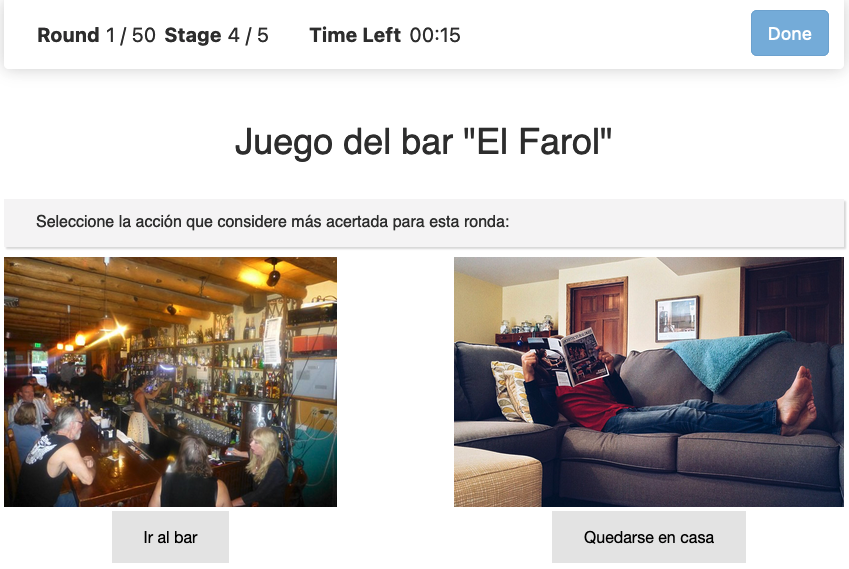 Round 1 / 50 Stage 4 / 5 Time Left 00:15 Done
Juego del bar "El Farol"
Seleccione la acción que considere más acertada para esta ronda:
Ir al bar Quedarse en casa